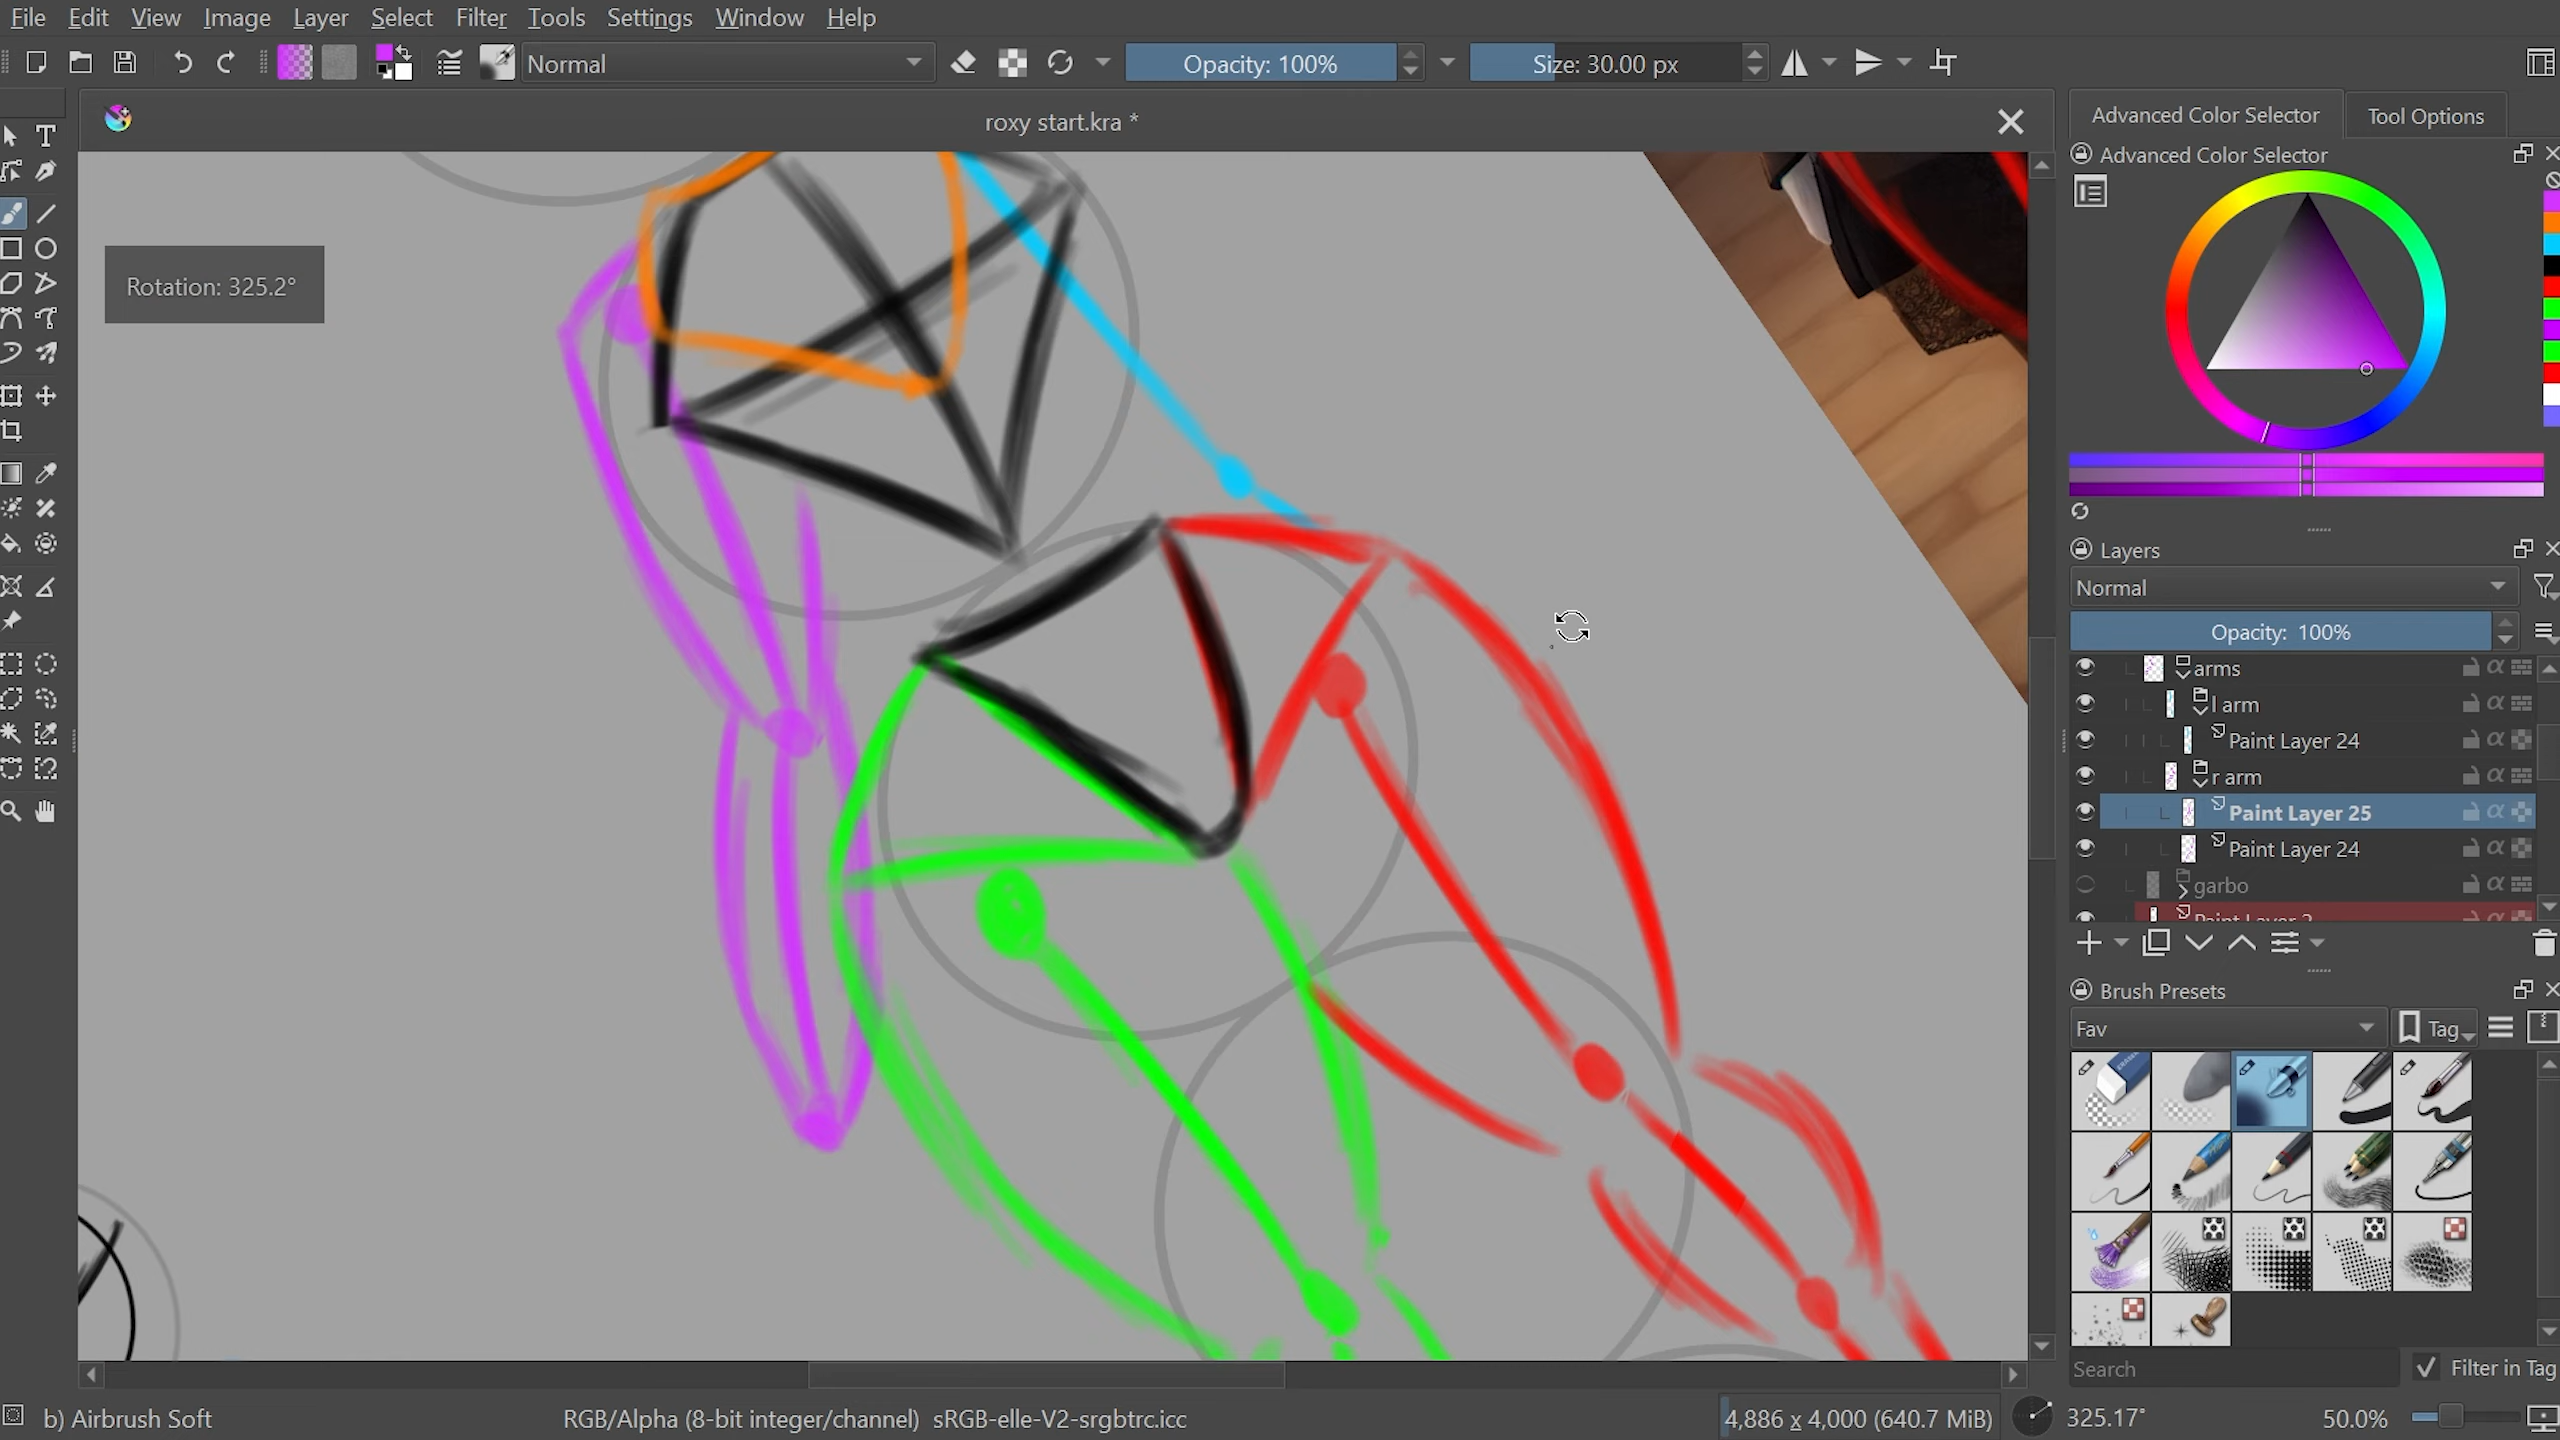 File Edit View Image Layer Select Filter Tools Settings Window Help
Normal
Opacity: 100%
Size: 30.00 px
roxy start.kra *
Advanced Color Selector
Tool Options
Advanced Color Selector
Rotation: 325.2°
Layers
Normal
Opacity: 100%
arms
l arm
Paint Layer 24
r arm
Paint Layer 25
Paint Layer 24
garbo
Paint Layer 2
Brush Presets
Fav
Tag
Search
Filter in Tag
b) Airbrush Soft
RGB/Alpha (8-bit integer/channel) sRGB-elle-V2-srgbtrc.icc
4,886 x 4,000 (640.7 MiB)
325.17°
50.0%